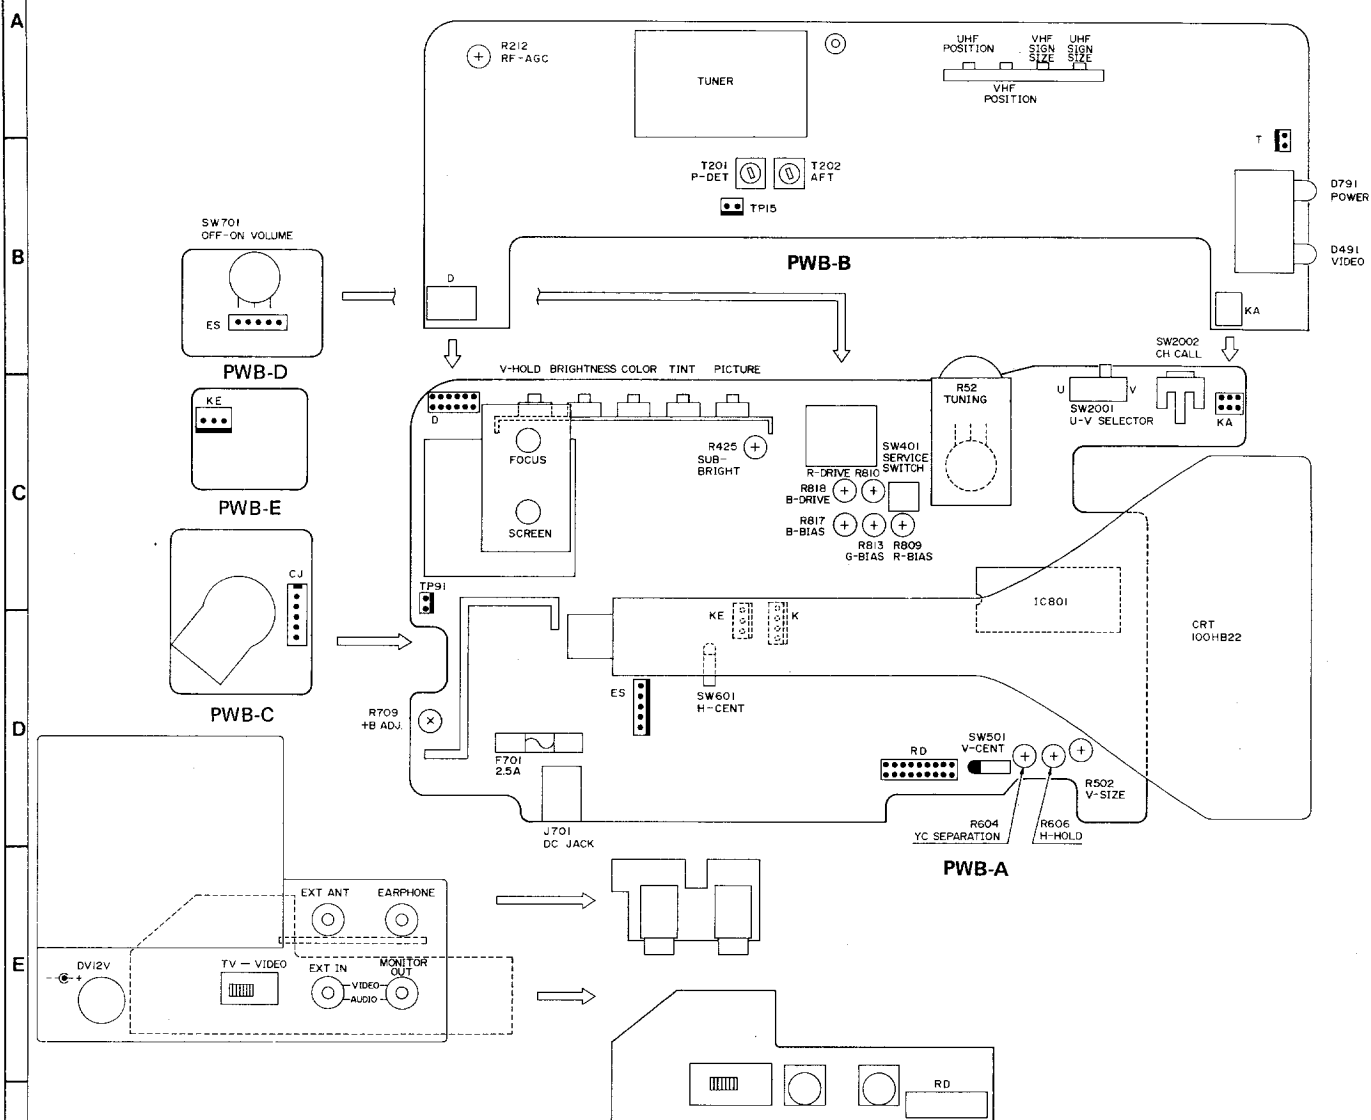 A
R212
RF-AGC
TUNER
UHF
POSITION
VHF
SIGN
SIZE
UHF
SIGN
SIZE
VHF
POSITION
T
T201
P-DET
T202
AFT
TP15
D791
POWER
SW701
OFF-ON VOLUME
B
PWB-B
D491
VIDEO
D
KA
ES
PWB-D
SW2002
CH CALL
V-HOLD BRIGHTNESS COLOR TINT PICTURE
KE
D
R52
TUNING
U
V
SW2001
U-V SELECTOR
KA
FOCUS
R425
SUB-
BRIGHT
SW401
SERVICE
SWITCH
R-DRIVE R810
C
R818
B-DRIVE
PWB-E
SCREEN
R817
B-BIAS
R813
G-BIAS
R809
R-BIAS
CJ
TP91
IC801
KE
K
CRT
100HB22
ES
SW601
H-CENT
PWB-C
R709
+B ADJ.
D
F701
2.5A
RD
SW501
V-CENT
R502
V-SIZE
R604
YC SEPARATION
R606
H-HOLD
J701
DC JACK
PWB-A
EXT ANT
EARPHONE
E
DV12V
+
TV — VIDEO
EXT IN
MONITOR
OUT
VIDEO
AUDIO
RD